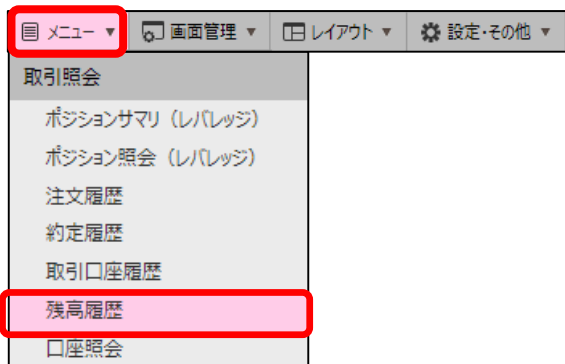 メニュー ▼ 画面管理 ▼ レイアウト ▼ 設定・その他 ▼
取引照会
ポジションサマリ（レバレッジ）
ポジション照会（レバレッジ）
注文履歴
約定履歴
取引口座履歴
残高履歴
口座照会